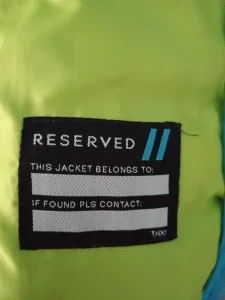 RESERVED
THIS JACKET BELONGS TO:
IF FOUND PLS CONTACT: